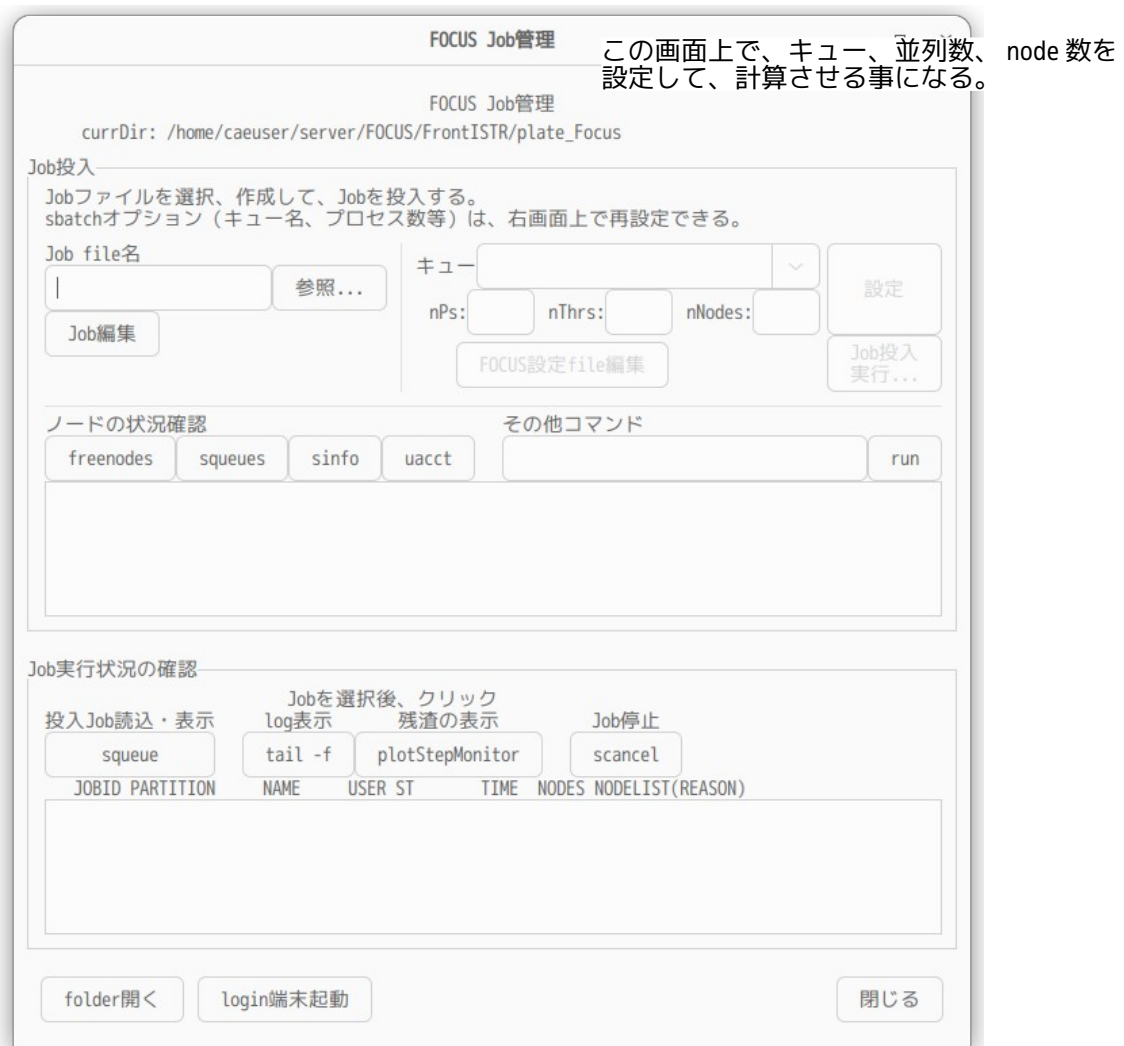 FOCUS Job管理
この画面上で、キュー、並列数、 node 数を
設定して、計算させる事になる。
FOCUS Job管理
currDir: /home/caeuser/server/FOCUS/FrontISTR/plate_Focus
Job投入
Jobファイルを選択、作成して、Jobを投入する。
sbatchオプション（キュー名、プロセス数等）は、右画面上で再設定できる。
Job file名
参照...
Job編集
キュー
設定
nPs:
nThrs:
nNodes:
FOCUS設定file編集
Job投入
実行...
ノードの状況確認
その他コマンド
freenodes
squeues
sinfo
uacct
run
Job実行状況の確認
Jobを選択後、クリック
投入Job読込・表示
log表示
残渣の表示
Job停止
squeue
tail -f
plotStepMonitor
scancel
JOBID PARTITION NAME USER ST TIME NODES NODELIST(REASON)
folder開く
login端末起動
閉じる